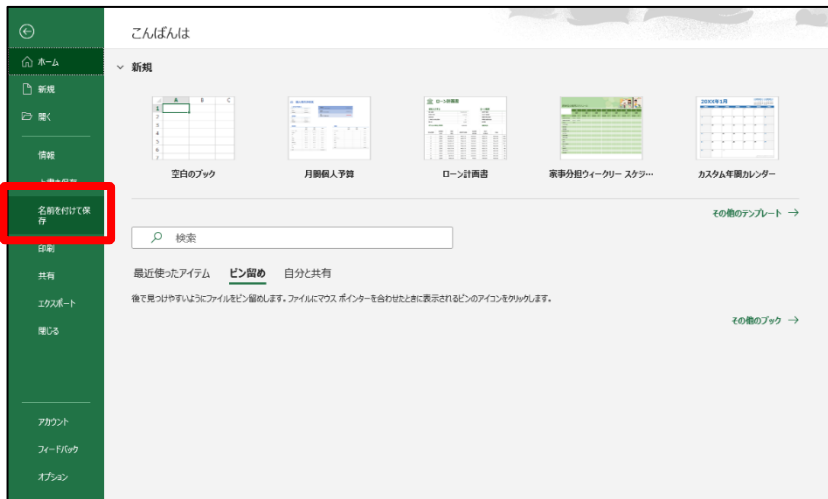 こんばんは
ホーム
新規
開く
情報
上書き保存
名前を付けて保
存
印刷
共有
エクスポート
閉じる
アカウント
フィードバック
オプション
新規
空白のブック
月間個人予算
ローン計画書
家事分担ウィークリー スケジ…
カスタム年間カレンダー
その他のテンプレート →
検索
最近使ったアイテム ピン留め 自分と共有
後で見つけやすいようにファイルをピン留めします。ファイルにマウス ポインターを合わせたときに表示されるピンのアイコンをクリックします。
その他のブック →